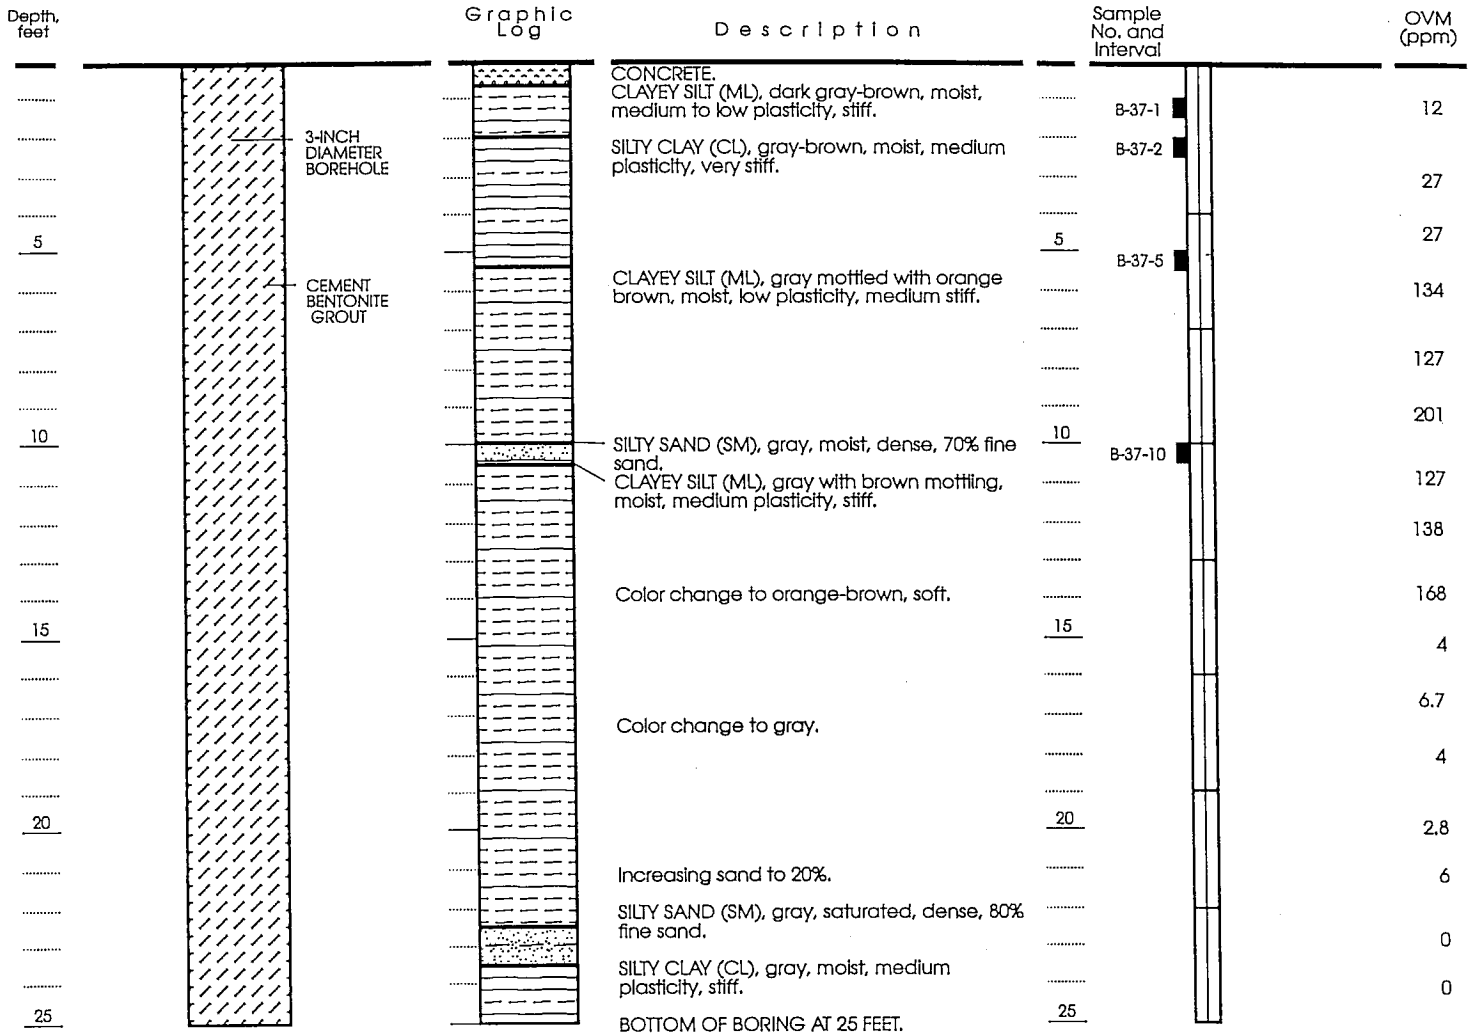 Depth,
feet
Graphic
Log
Description
Sample
No. and
Interval
OVM
(ppm)
CONCRETE.
CLAYEY SILT (ML), dark gray-brown, moist,
medium to low plasticity, stiff.
B-37-1
12
3-INCH
DIAMETER
BOREHOLE
SILTY CLAY (CL), gray-brown, moist, medium
plasticity, very stiff.
B-37-2
27
5
5
27
B-37-5
CEMENT
BENTONITE
GROUT
CLAYEY SILT (ML), gray mottled with orange
brown, moist, low plasticity, medium stiff.
134
127
201
10
10
SILTY SAND (SM), gray, moist, dense, 70% fine
sand.
B-37-10
CLAYEY SILT (ML), gray with brown mottling,
moist, medium plasticity, stiff.
127
138
Color change to orange-brown, soft.
168
15
15
4
6.7
Color change to gray.
4
20
20
2.8
Increasing sand to 20%.
6
SILTY SAND (SM), gray, saturated, dense, 80%
fine sand.
0
SILTY CLAY (CL), gray, moist, medium
plasticity, stiff.
0
25
25
BOTTOM OF BORING AT 25 FEET.